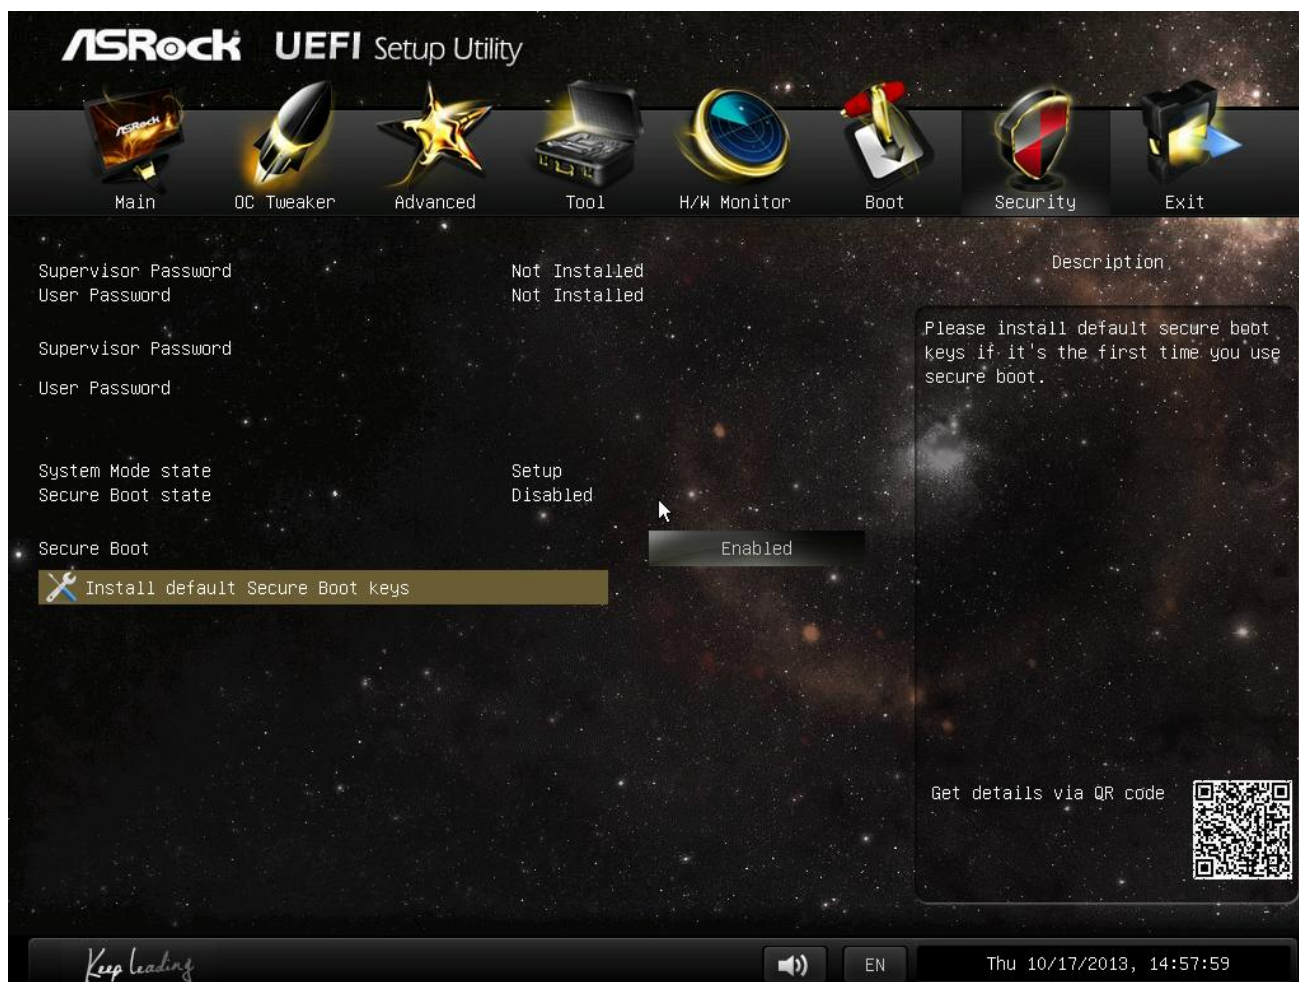 ASRock UEFI Setup Utility
ASRock
Main OC Tweaker Advanced Tool H/W Monitor Boot Security Exit
Supervisor Password Not Installed
User Password Not Installed
Supervisor Password
User Password
System Mode state Setup
Secure Boot state Disabled
Secure Boot Enabled
Install default Secure Boot keys
Description
Please install default secure boot
keys if it's the first time you use
secure boot.
Get details via QR code
Keep leading
EN
Thu 10/17/2013, 14:57:59